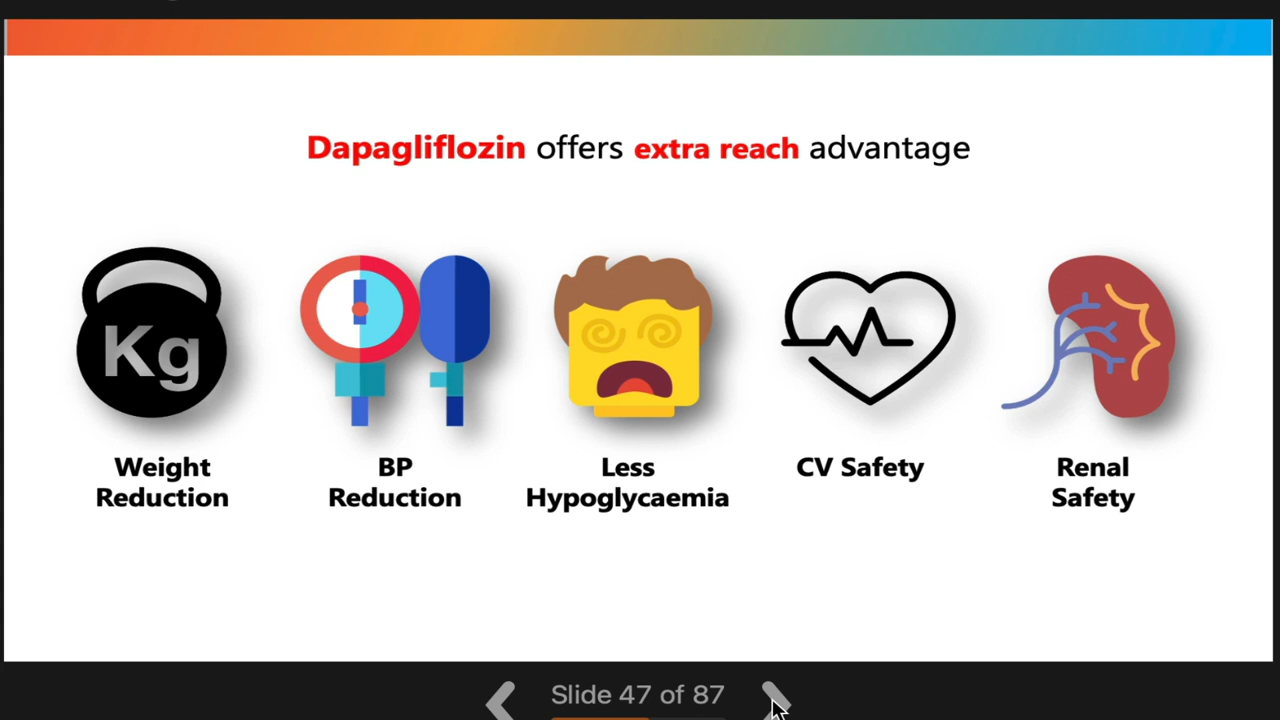 Dapagliflozin offers extra reach advantage
Kg
Weight
Reduction
BP
Reduction
Less
Hypoglycaemia
CV Safety
Renal
Safety
Slide 47 of 87